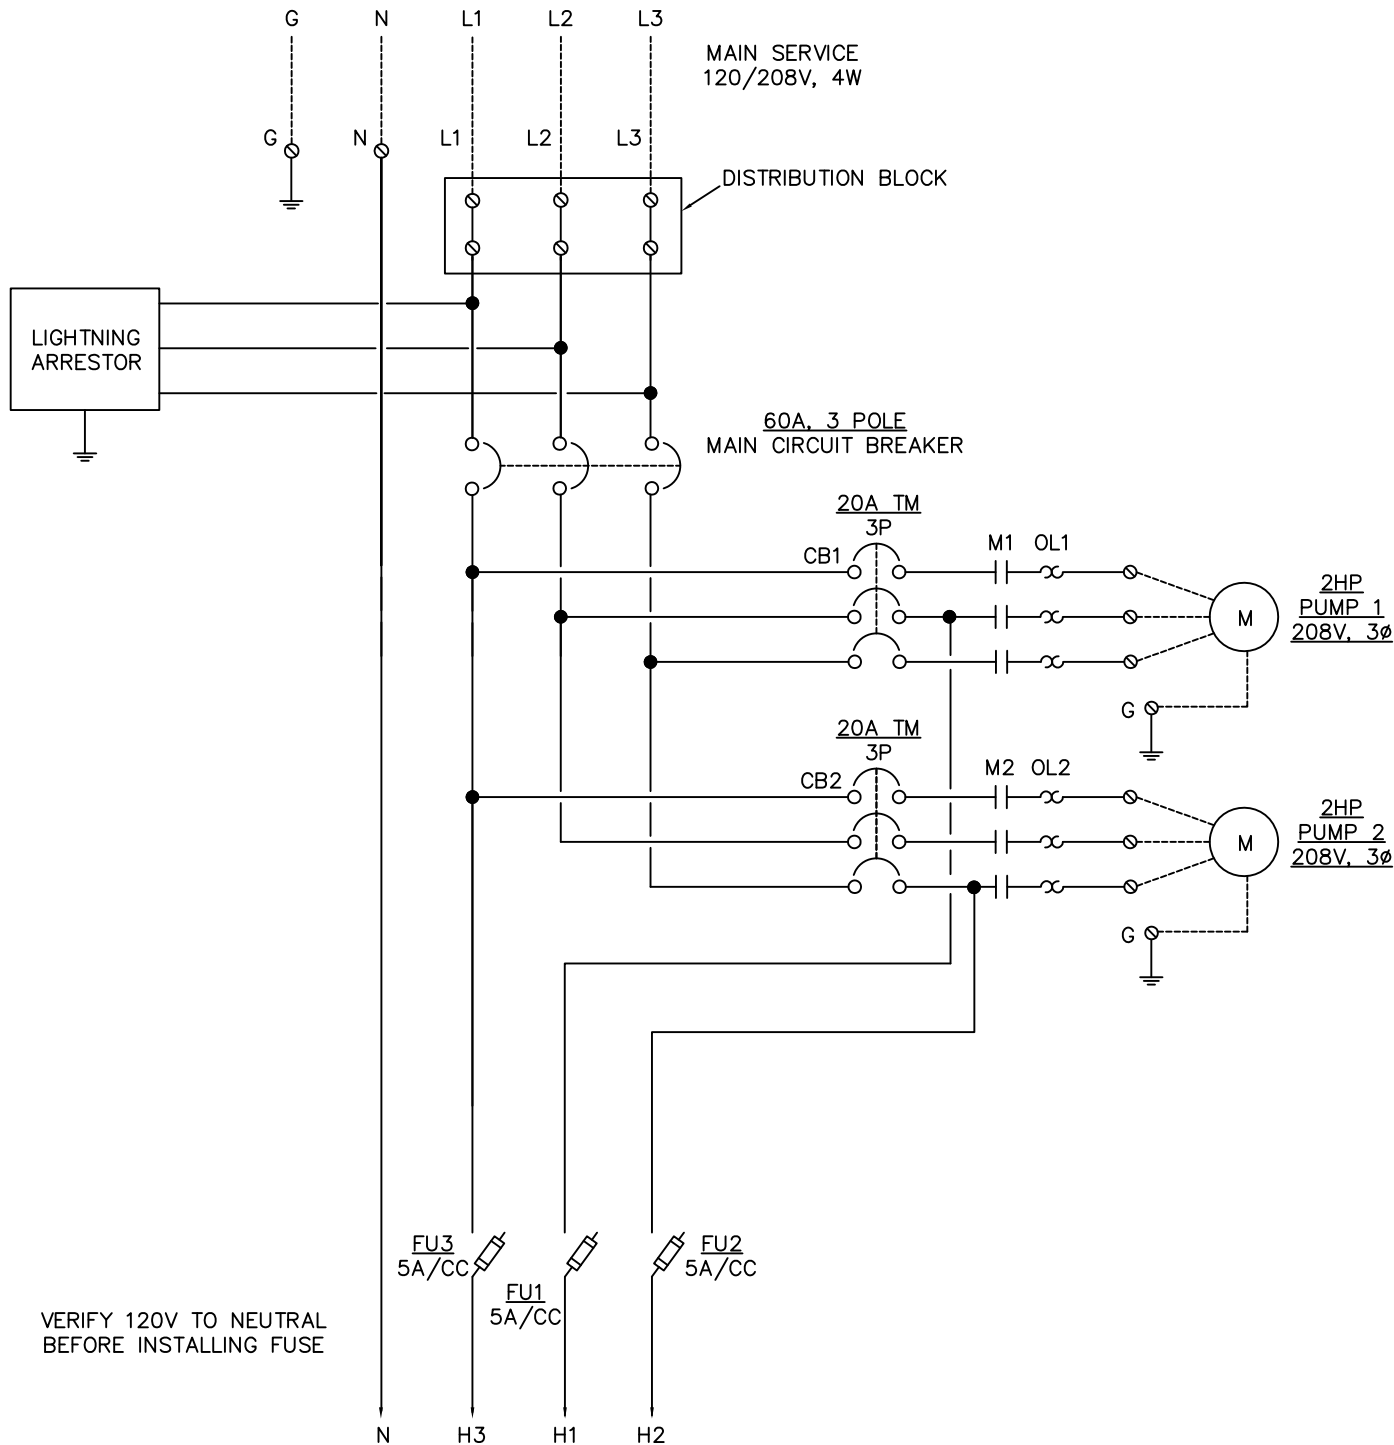 G N L1 L2 L3
MAIN SERVICE
120/208V, 4W
G N L1 L2 L3
DISTRIBUTION BLOCK
LIGHTNING
ARRESTOR
60A, 3 POLE
MAIN CIRCUIT BREAKER
20A TM
3P
CB1 M1 OL1
M
2HP
PUMP 1
208V, 3ø
G
20A TM
3P
CB2 M2 OL2
M
2HP
PUMP 2
208V, 3ø
G
FU3
5A/CC
FU1
5A/CC
FU2
5A/CC
VERIFY 120V TO NEUTRAL
BEFORE INSTALLING FUSE
N H3 H1 H2